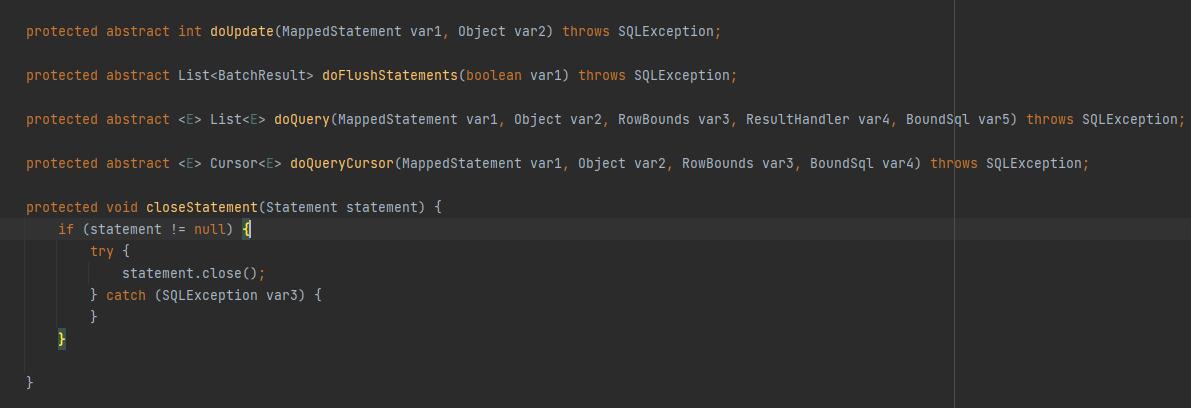 protected abstract int doUpdate(MappedStatement var1, Object var2) throws SQLException;
protected abstract List<BatchResult> doFlushStatements(boolean var1) throws SQLException;
protected abstract <E> List<E> doQuery(MappedStatement var1, Object var2, RowBounds var3, ResultHandler var4, BoundSql var5) throws SQLException;
protected abstract <E> Cursor<E> doQueryCursor(MappedStatement var1, Object var2, RowBounds var3, BoundSql var4) throws SQLException;
protected void closeStatement(Statement statement) {
    if (statement != null) {
        try {
            statement.close();
        } catch (SQLException var3) {
        }
    }
}